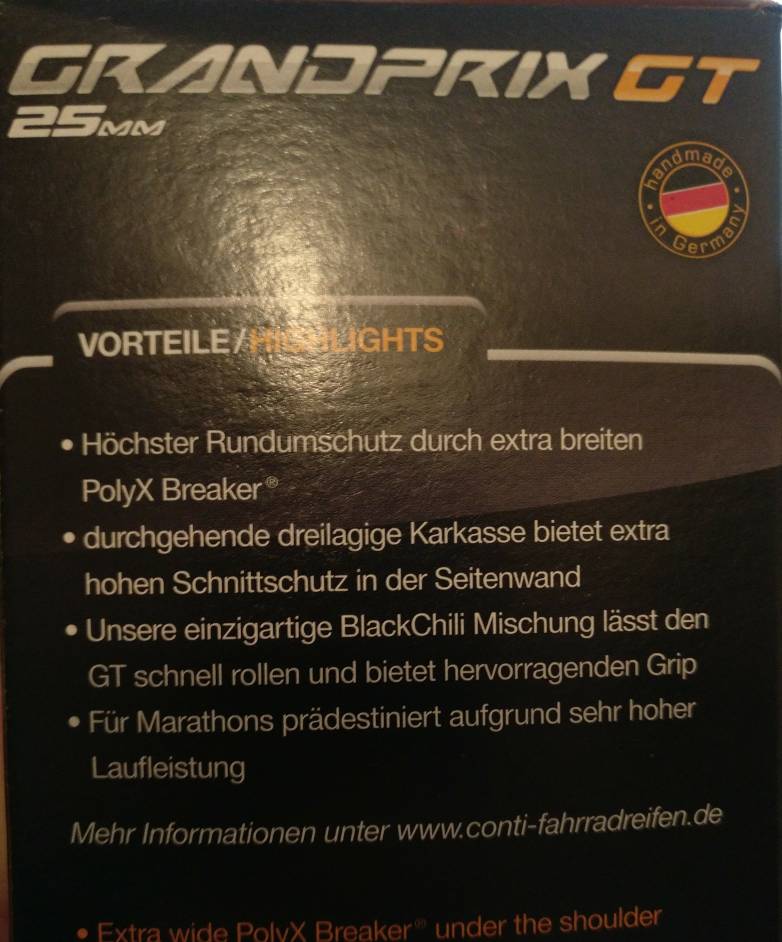 GRANDPRIX GT
25MM
handmade
in Germany
VORTEILE/HIGHLIGHTS
• Höchster Rundumschutz durch extra breiten
PolyX Breaker®
• durchgehende dreilagige Karkasse bietet extra
hohen Schnittschutz in der Seitenwand
• Unsere einzigartige BlackChili Mischung lässt den
GT schnell rollen und bietet hervorragenden Grip
• Für Marathons prädestiniert aufgrund sehr hoher
Laufleistung
Mehr Informationen unter www.conti-fahrradreifen.de
• Extra wide PolyX Breaker® under the shoulder